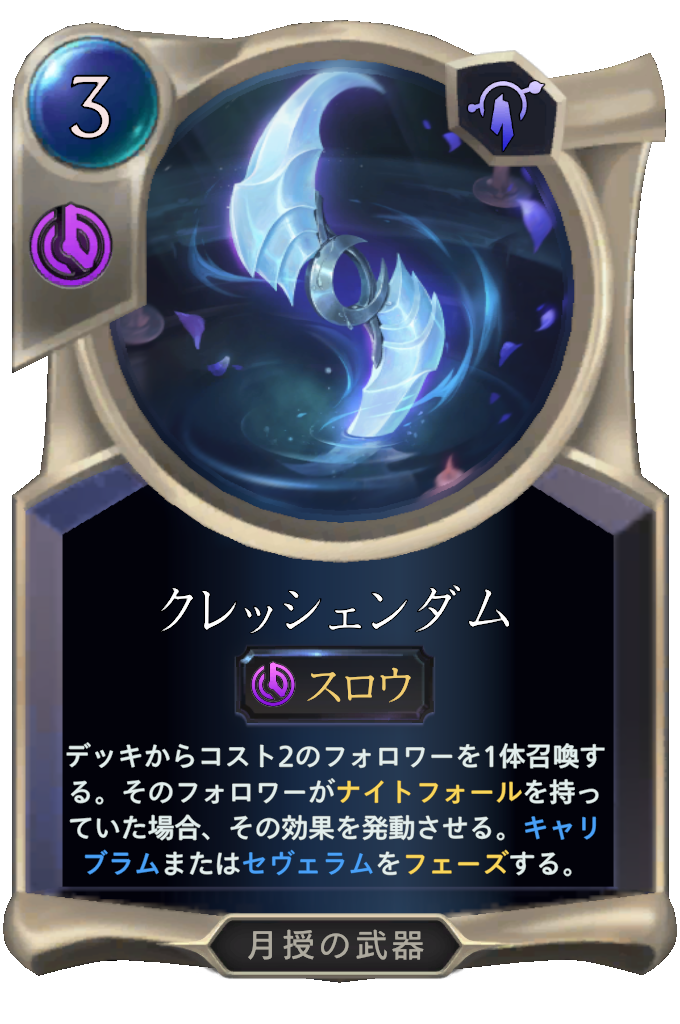 3
クレッシェンダム
スロウ
デッキからコスト2のフォロワーを1体召喚す
る。そのフォロワーがナイトフォールを持っ
ていた場合、その効果を発動させる。キャリ
ブラムまたはセヴェラムをフェーズする。
月授の武器